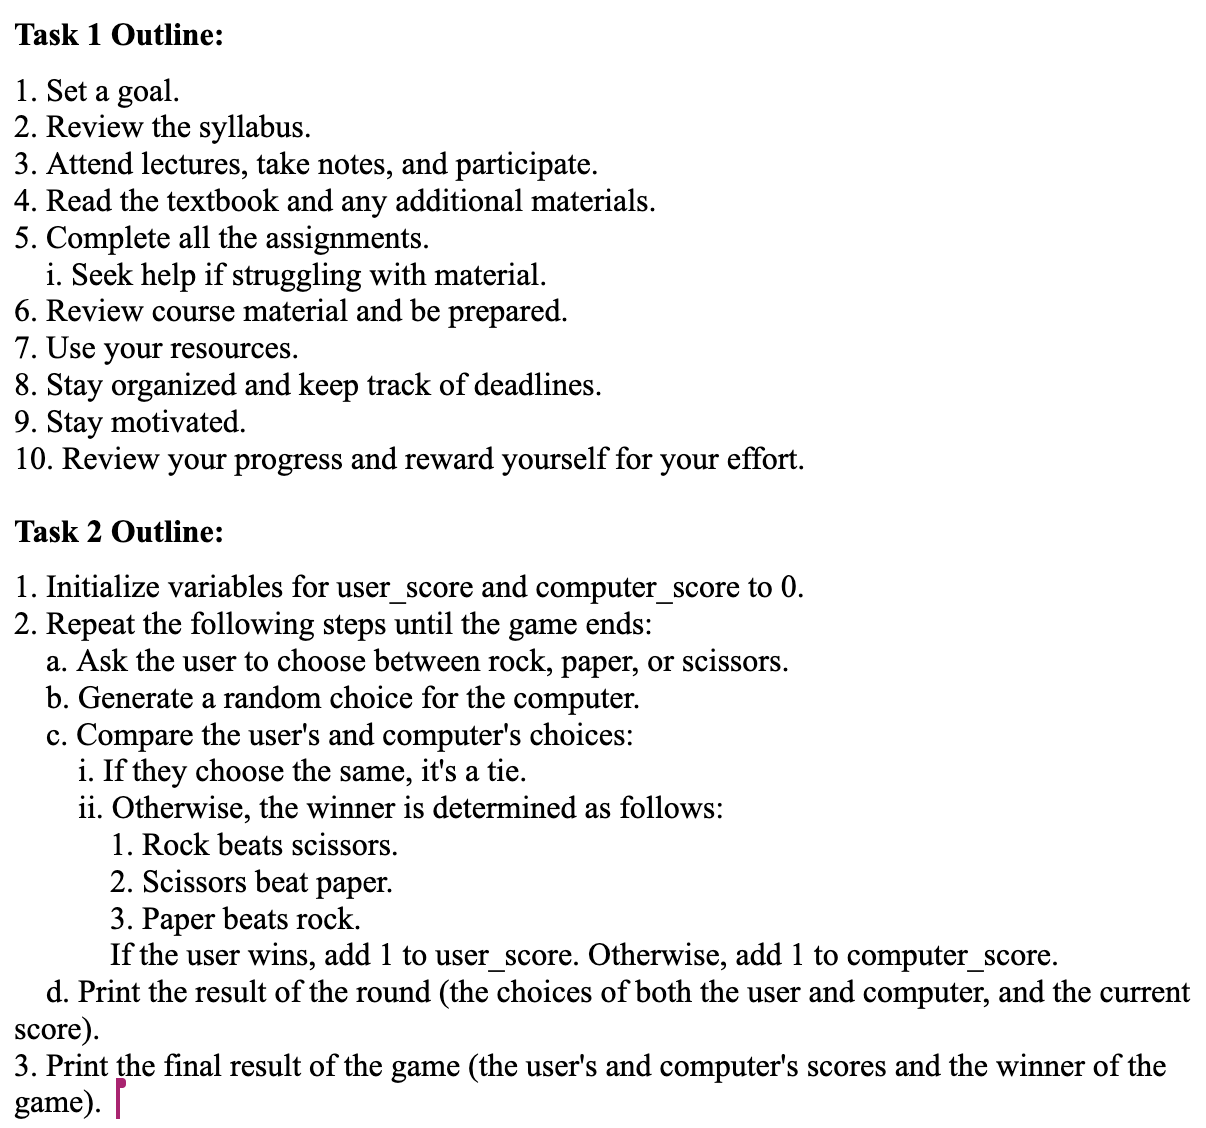 Task 1 Outline:
1. Set a goal.
2. Review the syllabus.
3. Attend lectures, take notes, and participate.
4. Read the textbook and any additional materials.
5. Complete all the assignments.
i. Seek help if struggling with material.
6. Review course material and be prepared.
7. Use your resources.
8. Stay organized and keep track of deadlines.
9. Stay motivated.
10. Review your progress and reward yourself for your effort.
Task 2 Outline:
1. Initialize variables for user_score and computer_score to 0.
2. Repeat the following steps until the game ends:
a. Ask the user to choose between rock, paper, or scissors.
b. Generate a random choice for the computer.
c. Compare the user's and computer's choices:
i. If they choose the same, it's a tie.
ii. Otherwise, the winner is determined as follows:
1. Rock beats scissors.
2. Scissors beat paper.
3. Paper beats rock.
If the user wins, add 1 to user_score. Otherwise, add 1 to computer_score.
d. Print the result of the round (the choices of both the user and computer, and the current
score).
3. Print the final result of the game (the user's and computer's scores and the winner of the
game).